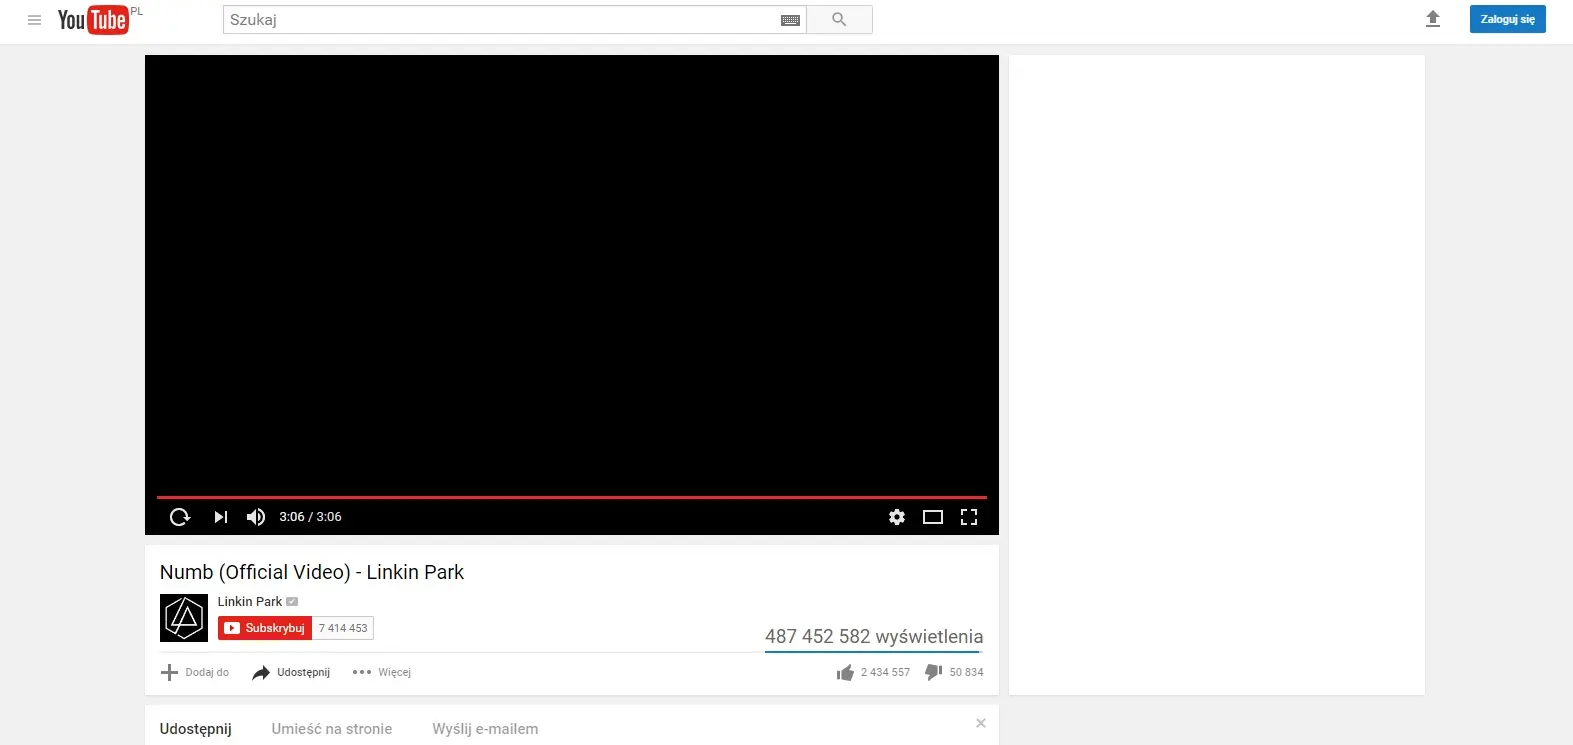 YouTube PL
Szukaj
Zaloguj się
3:06 / 3:06
Numb (Official Video) - Linkin Park
Linkin Park
Subskrybuj 7 414 453
487 452 582 wyświetlenia
Dodaj do Udostępnij Więcej 2 434 557 50 834
Udostępnij Umieść na stronie Wyślij e-mailem